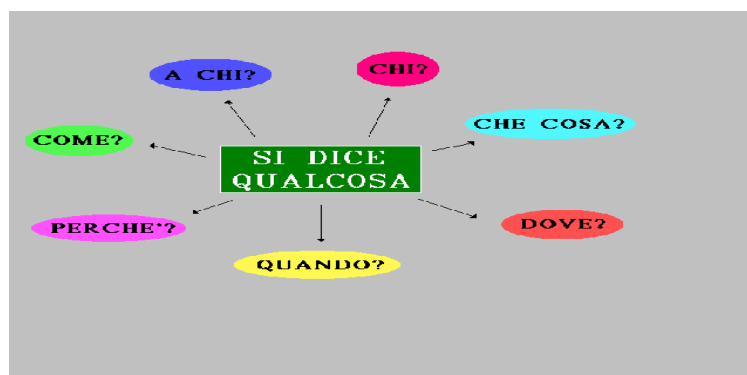 A CHI?
CHI?
COME?
CHE COSA?
SI DICE
QUALCOSA
PERCHE'?
DOVE?
QUANDO?